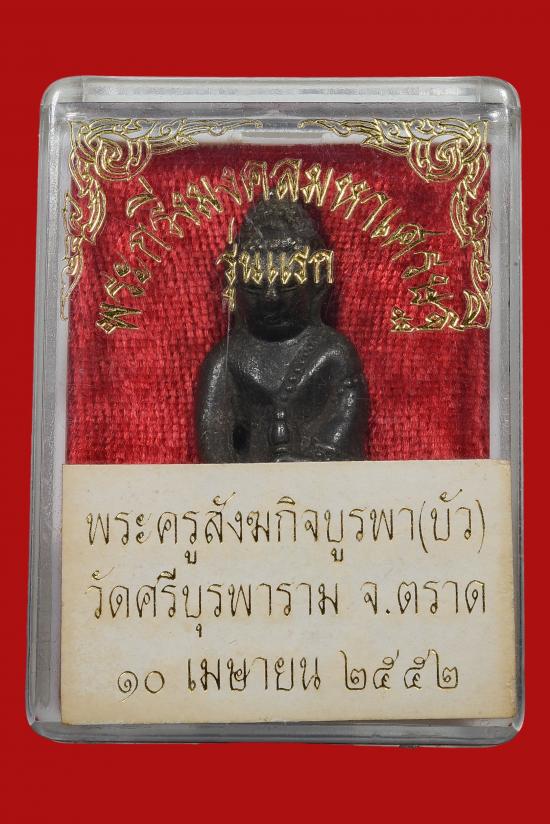 พระกริ่งมงคลมหาเศรษฐี
รุ่นแรก
พระครูสังฆกิจบูรพา(บัว)
วัดศรีบุรพาราม จ.ตราด
๑๐ เมษายน ๒๕๕๒